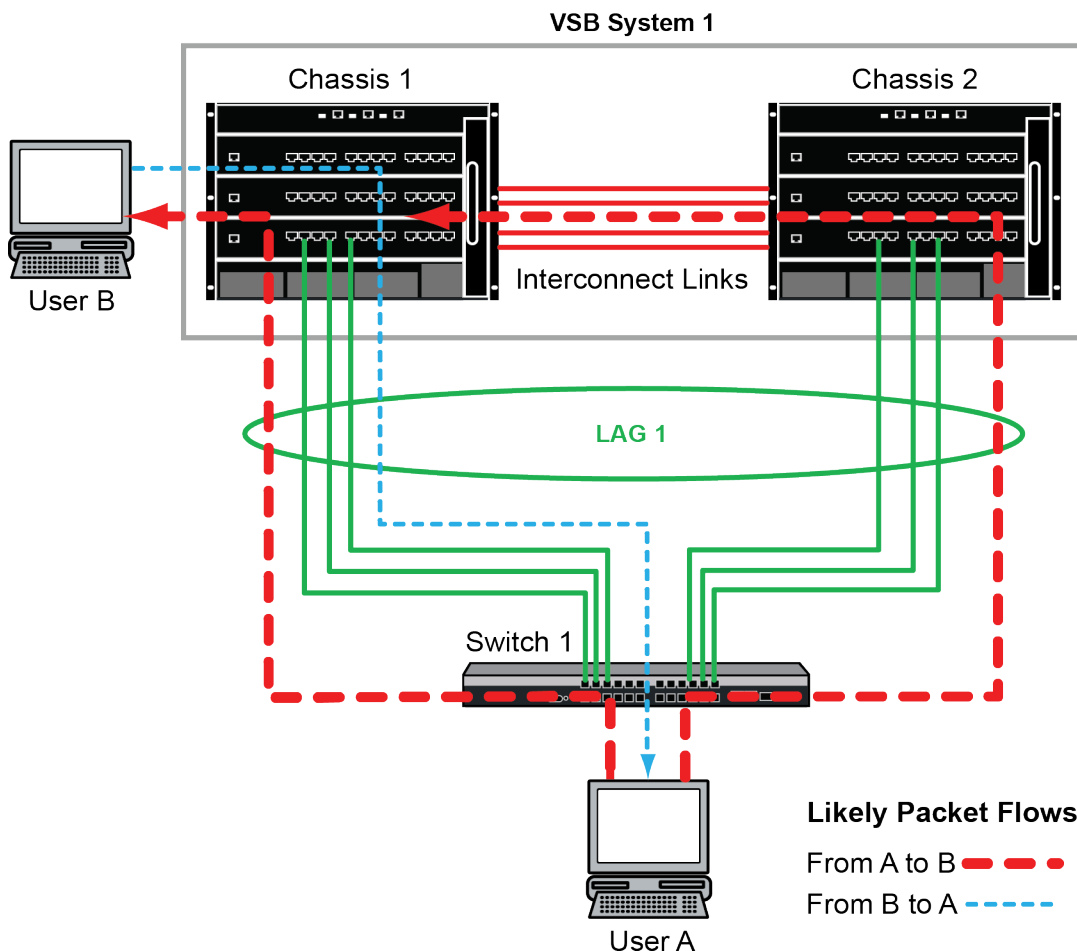 VSB System 1
Chassis 1
Chassis 2
User B
Interconnect Links
LAG 1
Switch 1
Likely Packet Flows
From A to B
From B to A
User A